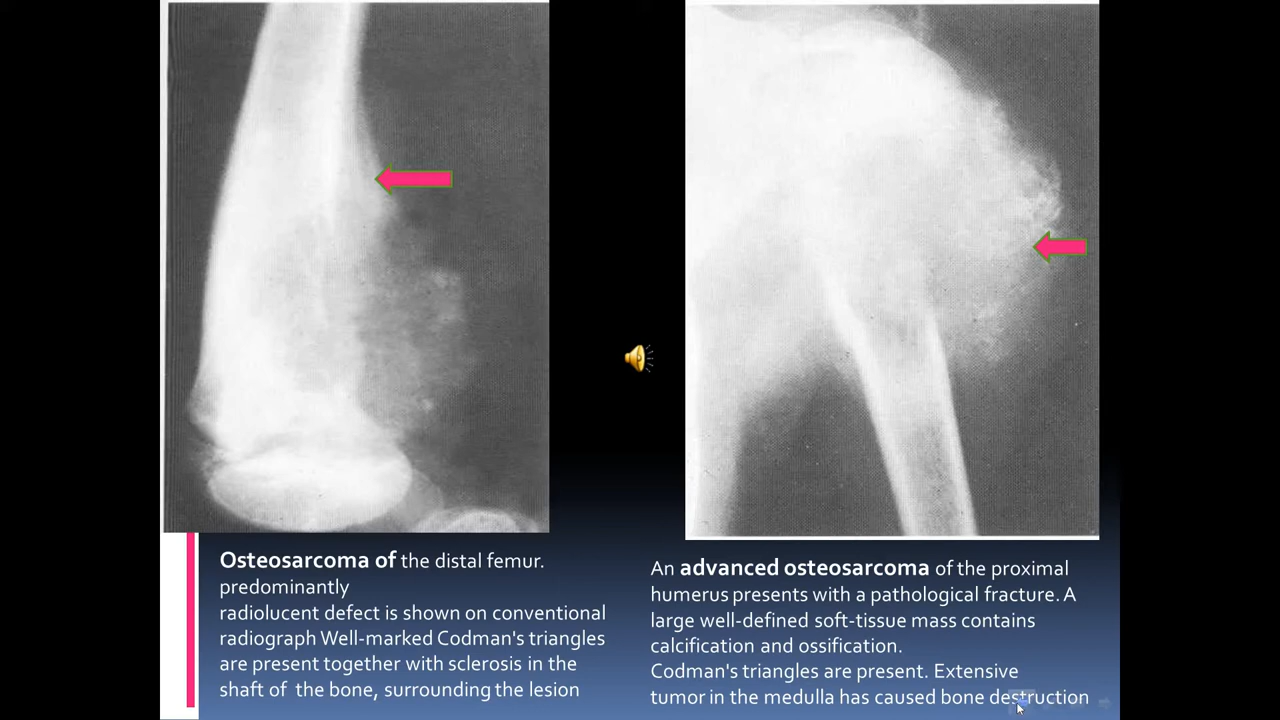 Osteosarcoma of the distal femur.
predominantly
radiolucent defect is shown on conventional
radiograph Well-marked Codman's triangles
are present together with sclerosis in the
shaft of the bone, surrounding the lesion
An advanced osteosarcoma of the proximal
humerus presents with a pathological fracture. A
large well-defined soft-tissue mass contains
calcification and ossification.
Codman's triangles are present. Extensive
tumor in the medulla has caused bone destruction